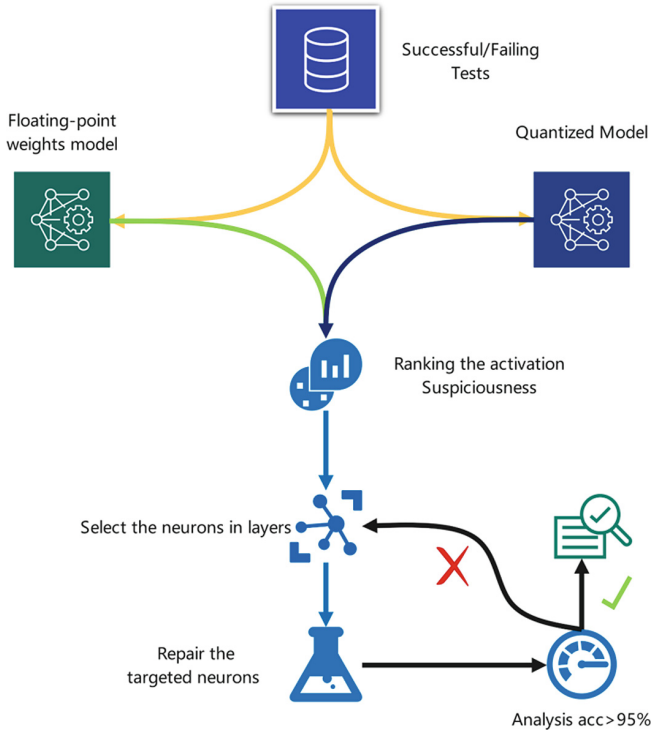 Successful/Failing
Tests
Floating-point
weights model
Quantized Model
Ranking the activation
Suspiciousness
Select the neurons in layers
Repair the
targeted neurons
Analysis acc>95%